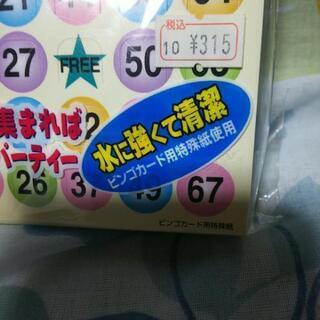 税込
10 ¥315
27 FREE 50
集まれば
パーティー
水に強くて清潔
ビンゴカード用特殊紙使用
26 37 49 67
ビンゴカード用特殊紙